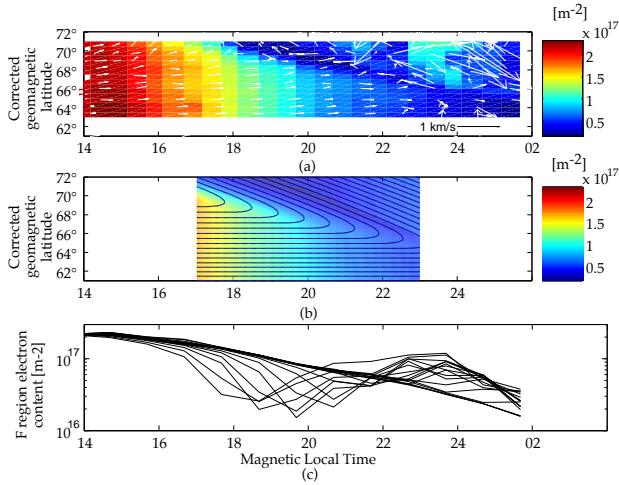 [m⁻²]
x 10¹⁷
72°
70°
68°
66°
64°
62°
Corrected
geomagnetic
latitude
1 km/s
2
1.5
1
0.5
14 16 18 20 22 24 02
(a)
[m⁻²]
x 10¹⁷
72°
70°
68°
66°
64°
62°
Corrected
geomagnetic
latitude
2
1.5
1
0.5
14 16 18 20 22 24
(b)
F region electron
content [m-2]
10¹⁷
10¹⁶
14 16 18 20 22 24 02
Magnetic Local Time
(c)